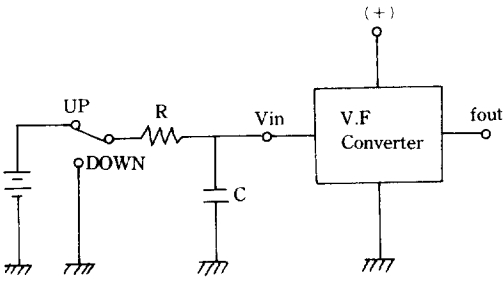 (+)
UP
R
Vin
V.F
Converter
fout
DOWN
C